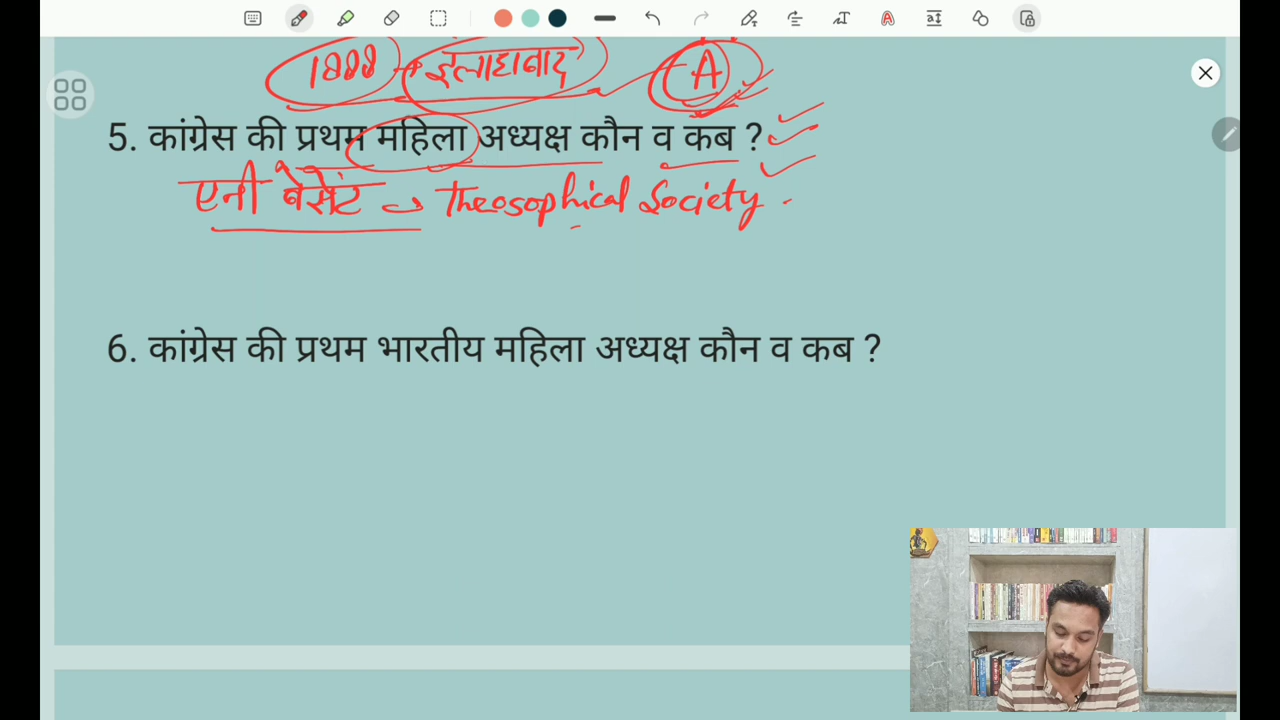 1888 → इलाहाबाद A
5. कांग्रेस की प्रथम महिला अध्यक्ष कौन व कब ?
एनी बेसेंट → Theosophical Society
6. कांग्रेस की प्रथम भारतीय महिला अध्यक्ष कौन व कब ?